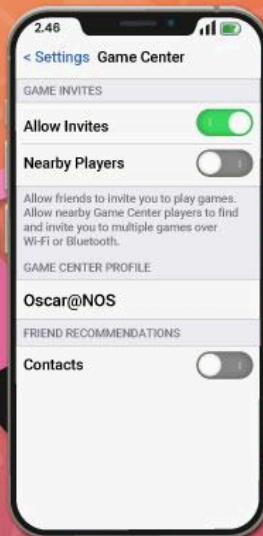 2.46
< Settings Game Center
GAME INVITES
Allow Invites
Nearby Players
Allow friends to invite you to play games.
Allow nearby Game Center players to find
and invite you to multiple games over
Wi-Fi or Bluetooth.
GAME CENTER PROFILE
Oscar@NOS
FRIEND RECOMMENDATIONS
Contacts